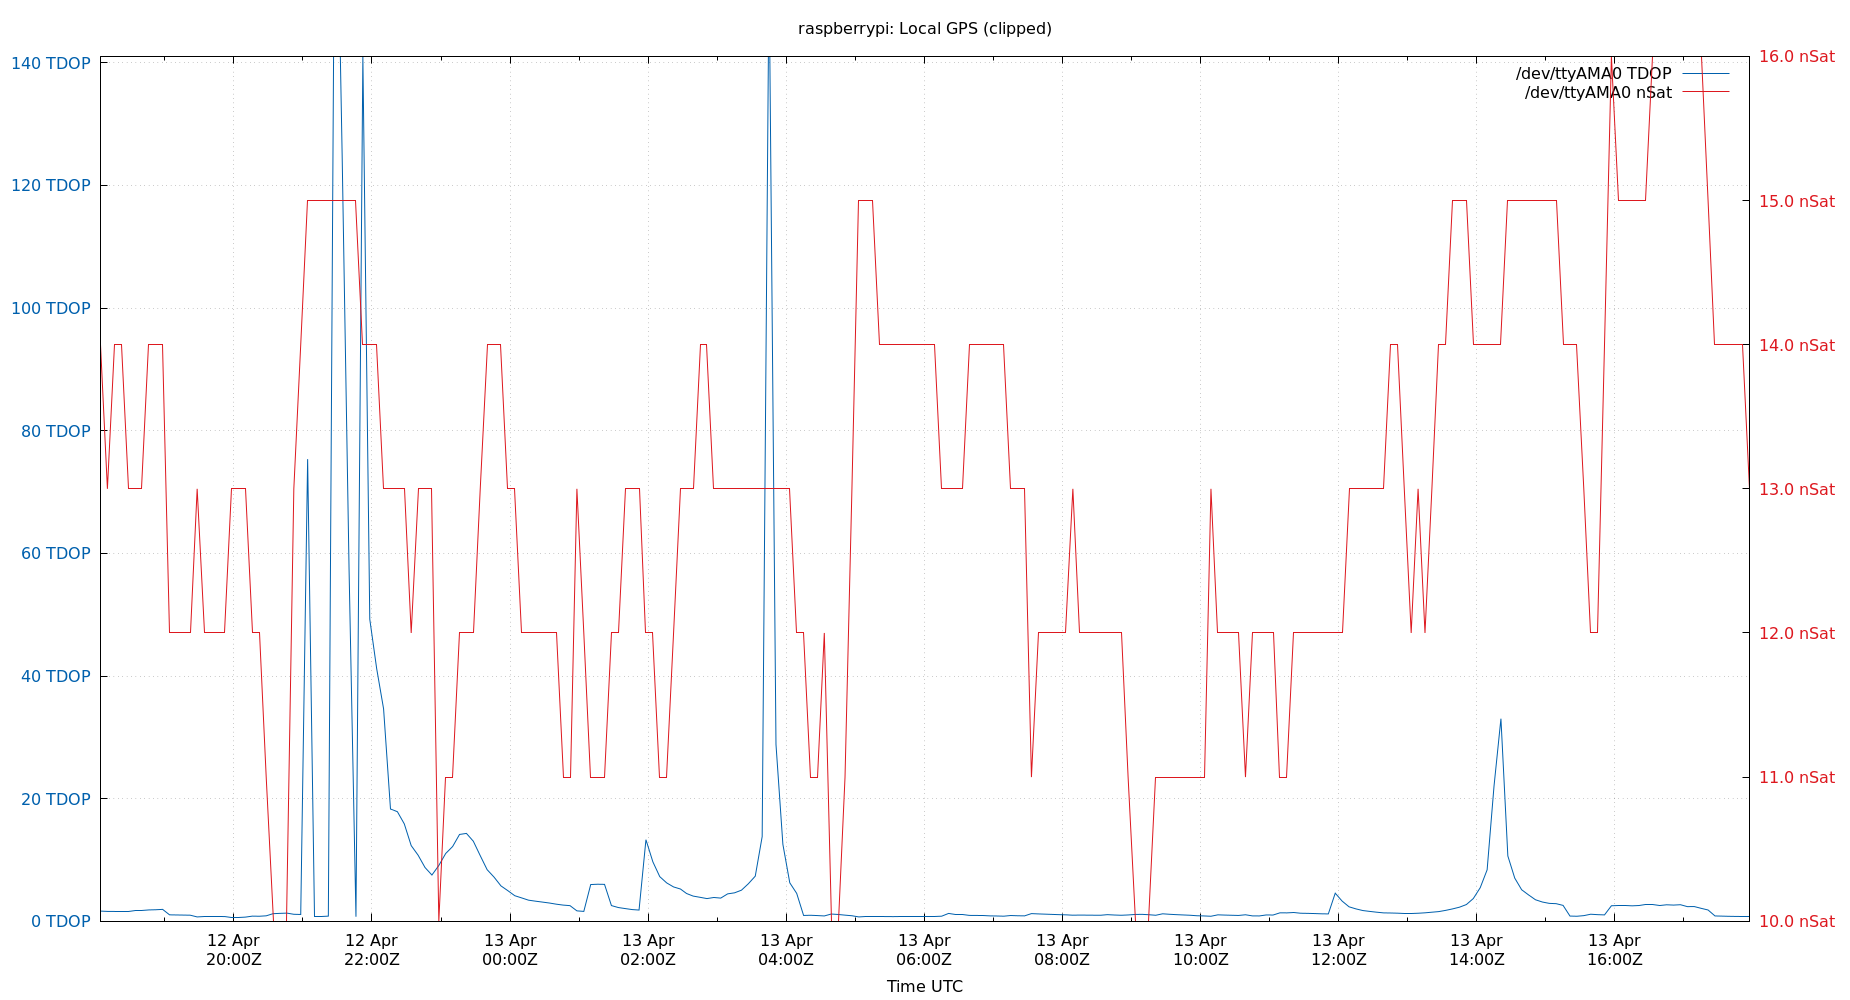 raspberrypi: Local GPS (clipped)
140 TDOP
120 TDOP
100 TDOP
80 TDOP
60 TDOP
40 TDOP
20 TDOP
0 TDOP
16.0 nSat
15.0 nSat
14.0 nSat
13.0 nSat
12.0 nSat
11.0 nSat
10.0 nSat
/dev/ttyAMA0 TDOP
/dev/ttyAMA0 nSat
12 Apr
20:00Z
12 Apr
22:00Z
13 Apr
00:00Z
13 Apr
02:00Z
13 Apr
04:00Z
13 Apr
06:00Z
13 Apr
08:00Z
13 Apr
10:00Z
13 Apr
12:00Z
13 Apr
14:00Z
13 Apr
16:00Z
Time UTC